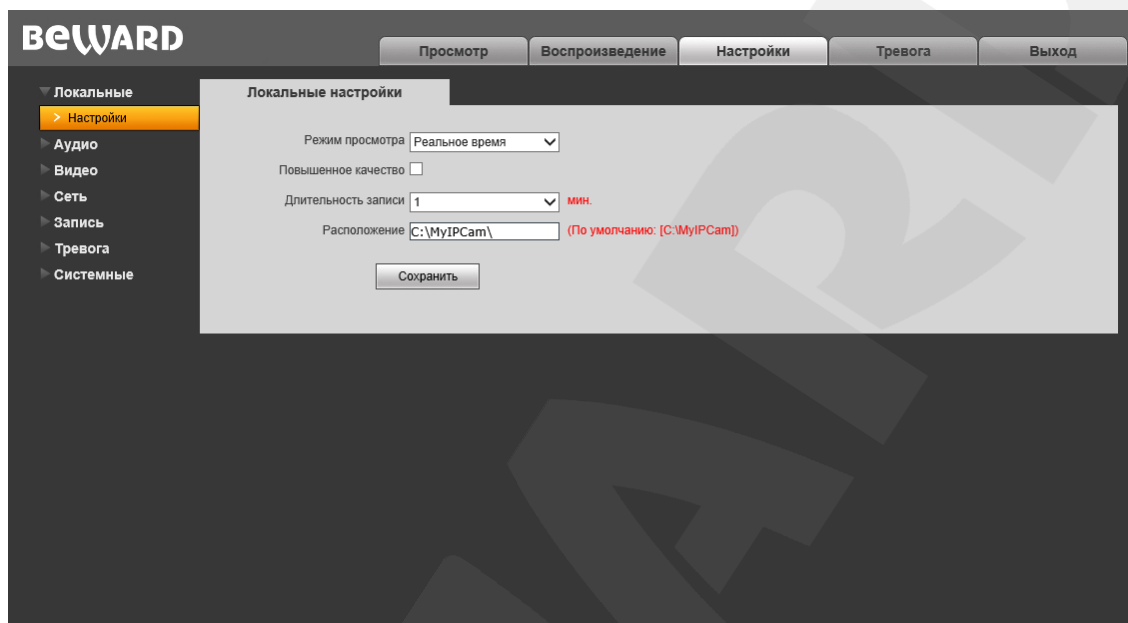 BEWARD
Просмотр
Воспроизведение
Настройки
Тревога
Выход
Локальные
> Настройки
Аудио
Видео
Сеть
Запись
Тревога
Системные
Локальные настройки
Режим просмотра Реальное время
Повышенное качество
Длительность записи 1 мин.
Расположение C:\MyIPCam\ (По умолчанию: [C:\MyIPCam])
Сохранить